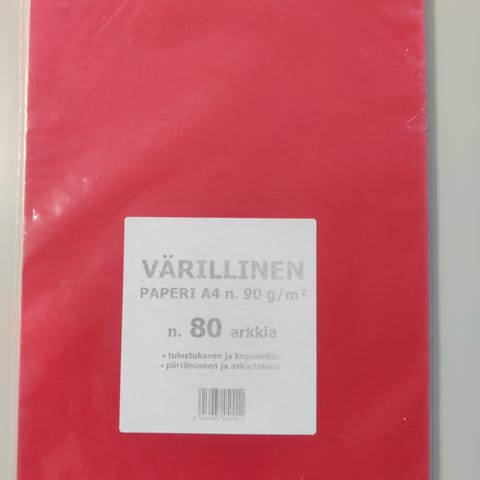 VÄRILLINEN
PAPERI A4 n. 90 g/m²
n. 80 arkkia
• tulostukseen ja kopiointiin
• piirtämiseen ja askarteluun